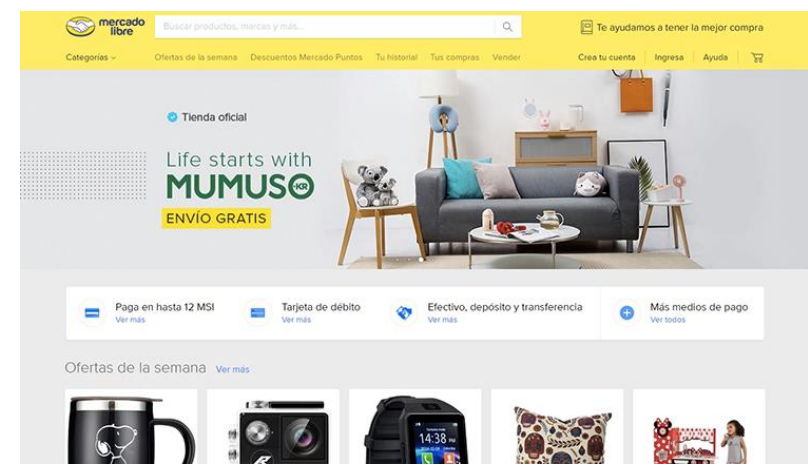 mercado
libre
Buscar productos, marcas y más...
Te ayudamos a tener la mejor compra
Categorías
Ofertas de la semana Descuentos Mercado Puntos Tu historial Tus compras Vender
Crea tu cuenta Ingresa Ayuda
Tienda oficial
Life starts with
MUMUSO KR
ENVÍO GRATIS
Paga en hasta 12 MSI
Ver más
Tarjeta de débito
Ver más
Efectivo, depósito y transferencia
Ver más
Más medios de pago
Ver todos
Ofertas de la semana Ver más
14:38